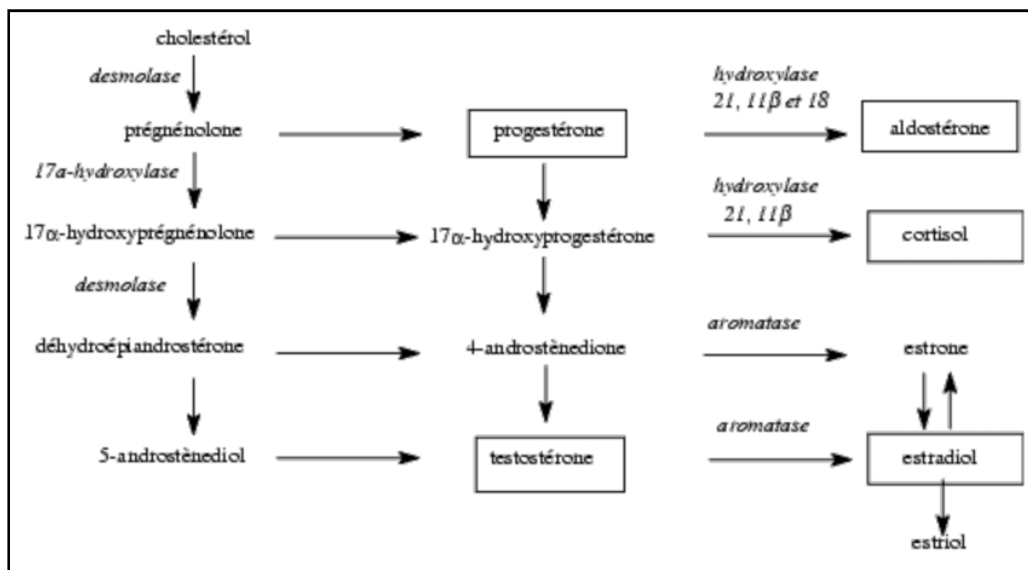 cholestérol
desmolase
hydroxylase
21, 11β et 18
prégnénolone
progestérone
aldostérone
17a-hydroxylase
hydroxylase
21, 11β
17α-hydroxyprégnénolone
17α-hydroxyprogestérone
cortisol
desmolase
aromatase
déhydroépiandrostérone
4-androstènedione
estrone
aromatase
5-androstènediol
testostérone
estradiol
estriol